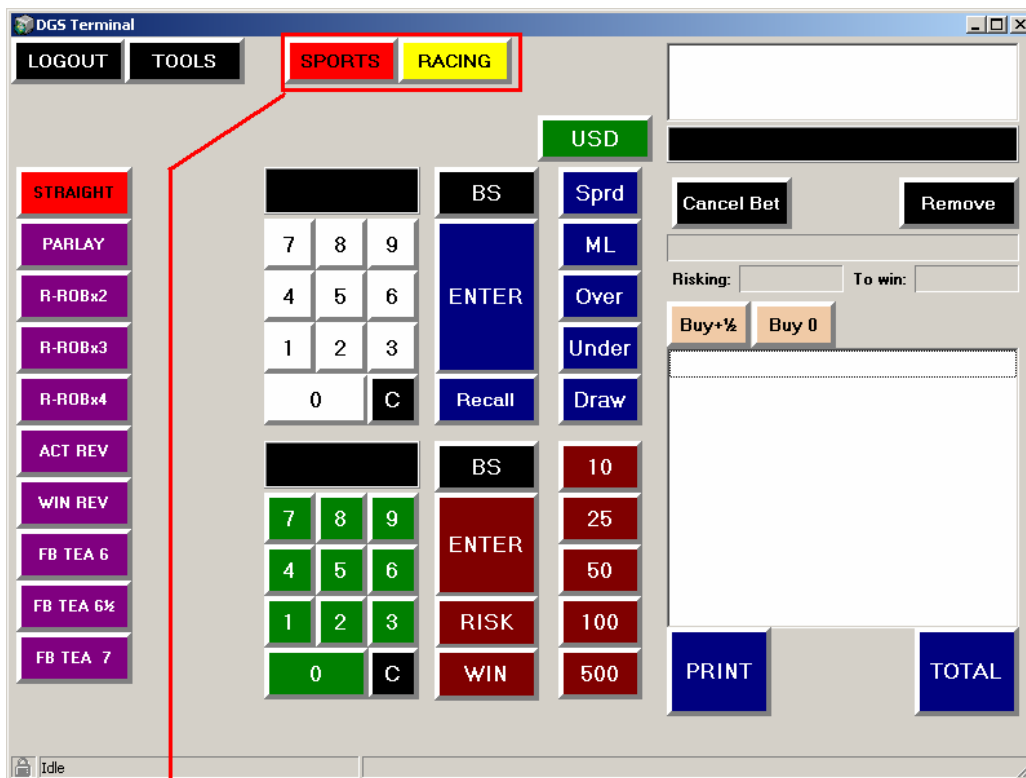 DGS Terminal
LOGOUT TOOLS SPORTS RACING
USD
Cancel Bet Remove
Risking: To win:
Buy+½ Buy 0
STRAIGHT
PARLAY
R-ROBx2
R-ROBx3
R-ROBx4
ACT REV
WIN REV
FB TEA 6
FB TEA 6½
FB TEA 7
BS Sprd
7 8 9 ENTER ML
4 5 6 Over
1 2 3 Under
0 C Recall Draw
BS 10
7 8 9 ENTER 25
4 5 6 50
1 2 3 RISK 100
0 C WIN 500
PRINT TOTAL
Idle